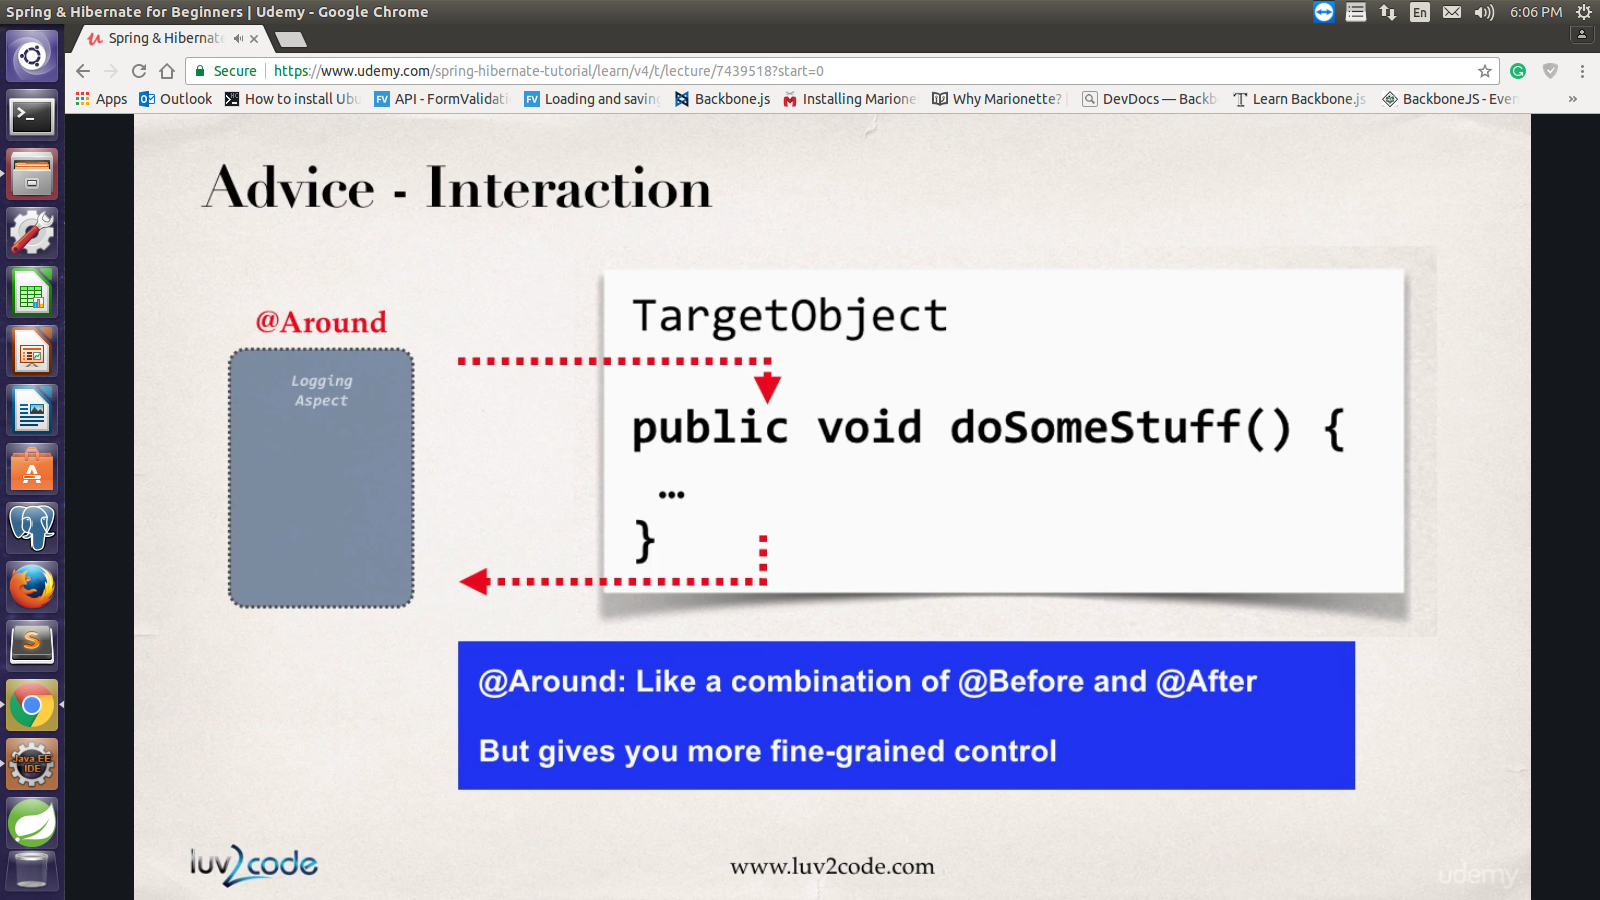 Spring & Hibernate for Beginners | Udemy - Google Chrome
En
6:06 PM
Spring & Hibernate
Secure
https://www.udemy.com/spring-hibernate-tutorial/learn/v4/t/lecture/7439518?start=0
Apps
Outlook
How to install Ubu
FV
API - FormValidati
FV
Loading and saving
Backbone.js
Installing Marione
Why Marionette?
DevDocs — Backb
Learn Backbone.js
BackboneJS - Ever
»
Advice - Interaction
@Around
Logging
Aspect
TargetObject
public void doSomeStuff() {
…
}
@Around: Like a combination of @Before and @After
But gives you more fine-grained control
Java EE
IDE
luv2code
www.luv2code.com
udemy